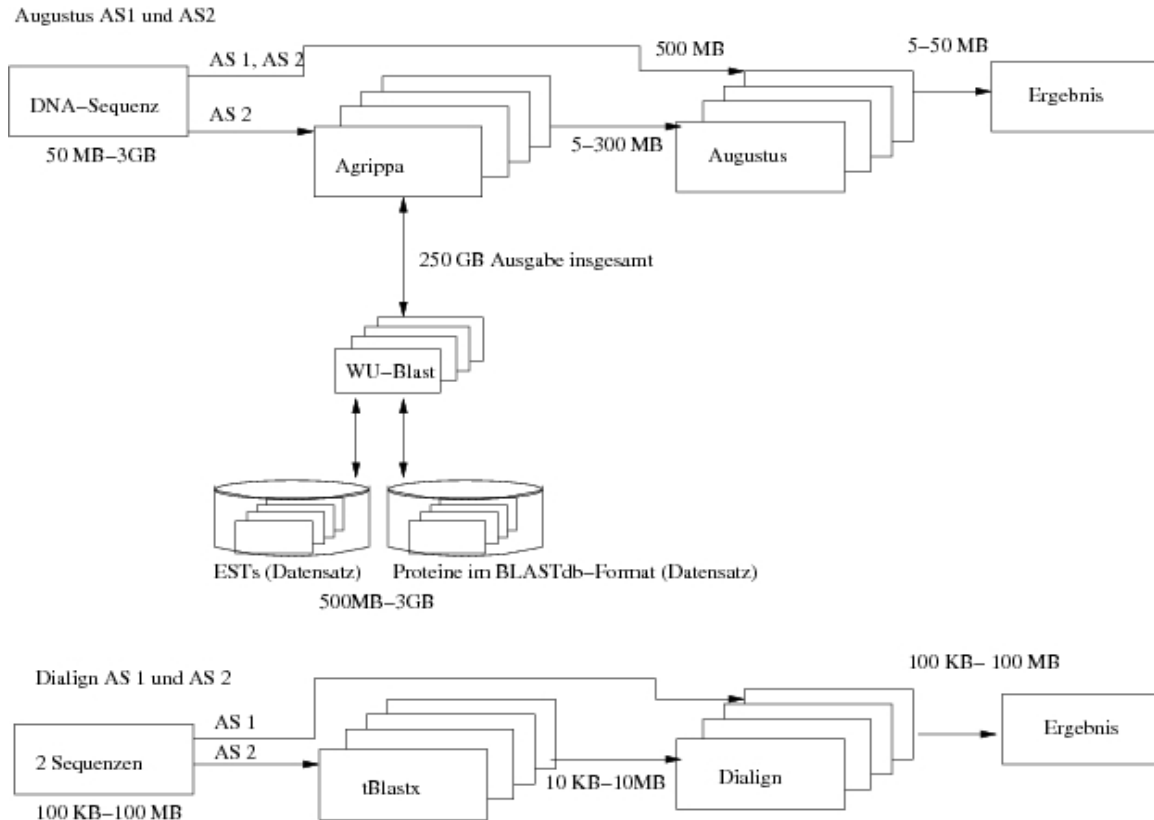 Augustus AS1 und AS2
AS 1, AS 2
500 MB
5–50 MB
DNA–Sequenz
Ergebnis
AS 2
50 MB–3GB
Agrippa
5–300 MB
Augustus
250 GB Ausgabe insgesamt
WU–Blast
ESTs (Datensatz)
Proteine im BLASTdb–Format (Datensatz)
500MB–3GB
Dialign AS 1 und AS 2
100 KB– 100 MB
AS 1
2 Sequenzen
AS 2
Ergebnis
tBlastx
10 KB–10MB
Dialign
100 KB–100 MB